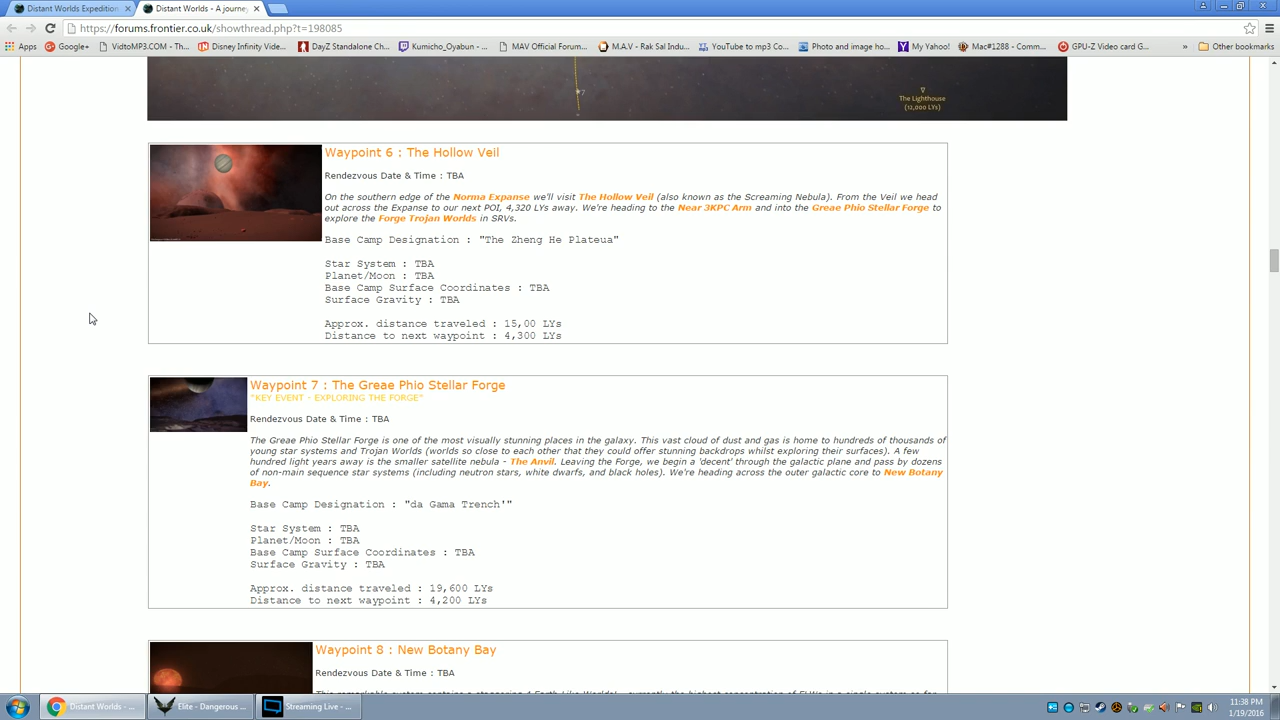 Distant Worlds Expedition
Distant Worlds - A journey
https://forums.frontier.co.uk/showthread.php?t=198085
Apps
Google+
VidtoMP3.COM - Th...
Disney Infinity Vide...
DayZ Standalone Ch...
Kumicho_Oyabun - ...
MAV Official Forum...
M.A.V - Rak Sal Indu...
YouTube to mp3 Co...
Photo and image ho...
My Yahoo!
Mac#1288 - Comm...
GPU-Z Video card G...
»
Other bookmarks
7
The Lighthouse
(12,000 LYs)
Waypoint 6 : The Hollow Veil
Rendezvous Date & Time : TBA
On the southern edge of the Norma Expanse we'll visit The Hollow Veil (also known as the Screaming Nebula). From the Veil we head
out across the Expanse to our next POI, 4,320 LYs away. We're heading to the Near 3KPC Arm and into the Greae Phio Stellar Forge to
explore the Forge Trojan Worlds in SRVs.
Base Camp Designation : "The Zheng He Plateua"
Star System : TBA
Planet/Moon : TBA
Base Camp Surface Coordinates : TBA
Surface Gravity : TBA
Approx. distance traveled : 15,00 LYs
Distance to next waypoint : 4,300 LYs
Waypoint 7 : The Greae Phio Stellar Forge
"KEY EVENT - EXPLORING THE FORGE"
Rendezvous Date & Time : TBA
The Greae Phio Stellar Forge is one of the most visually stunning places in the galaxy. This vast cloud of dust and gas is home to hundreds of thousands of
young star systems and Trojan Worlds (worlds so close to each other that they could offer stunning backdrops whilst exploring their surfaces). A few
hundred light years away is the smaller satellite nebula - The Anvil. Leaving the Forge, we begin a 'decent' through the galactic plane and pass by dozens
of non-main sequence star systems (including neutron stars, white dwarfs, and black holes). We're heading across the outer galactic core to New Botany
Bay.
Base Camp Designation : "da Gama Trench'"
Star System : TBA
Planet/Moon : TBA
Base Camp Surface Coordinates : TBA
Surface Gravity : TBA
Approx. distance traveled : 19,600 LYs
Distance to next waypoint : 4,200 LYs
Waypoint 8 : New Botany Bay
Rendezvous Date & Time : TBA
Distant Worlds - ...
Elite - Dangerous ...
Streaming Live - ...
11:38 PM
1/19/2016